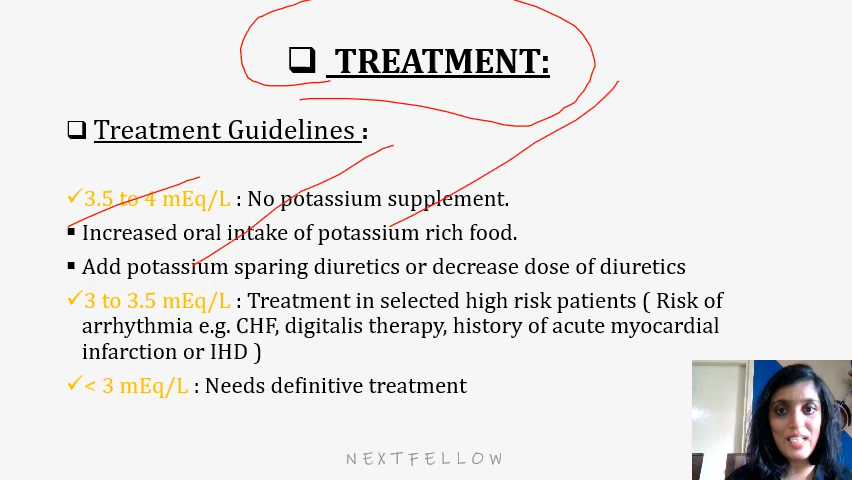 ❑ TREATMENT:
❑ Treatment Guidelines :
✓3.5 to 4 mEq/L : No potassium supplement.
▪ Increased oral intake of potassium rich food.
▪ Add potassium sparing diuretics or decrease dose of diuretics
✓3 to 3.5 mEq/L : Treatment in selected high risk patients ( Risk of
arrhythmia e.g. CHF, digitalis therapy, history of acute myocardial
infarction or IHD )
✓< 3 mEq/L : Needs definitive treatment
NEXTFELLOW